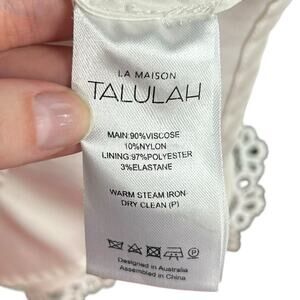 LA MAISON
TALULAH
MAIN:90%VISCOSE
10%NYLON
LINING:97%POLYESTER
3%ELASTANE
WARM STEAM IRON
DRY CLEAN (P)
P
Designed in Australia
Assembled in China